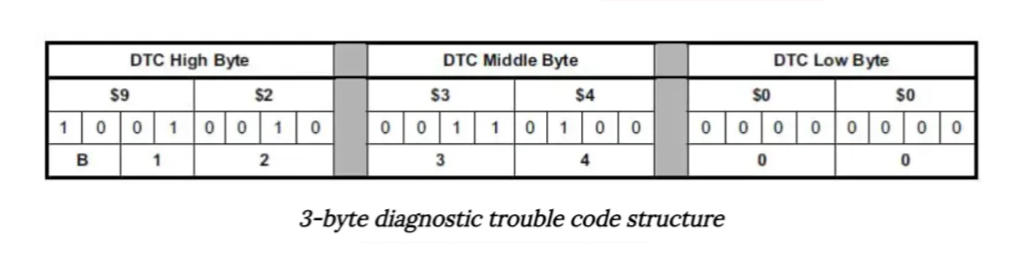 DTC High Byte DTC Middle Byte DTC Low Byte
$9 $2 $3 $4 $0 $0
1 0 0 1 0 0 1 0 0 0 1 1 0 1 0 0 0 0 0 0 0 0 0 0
B 1 2 3 4 0 0
3-byte diagnostic trouble code structure